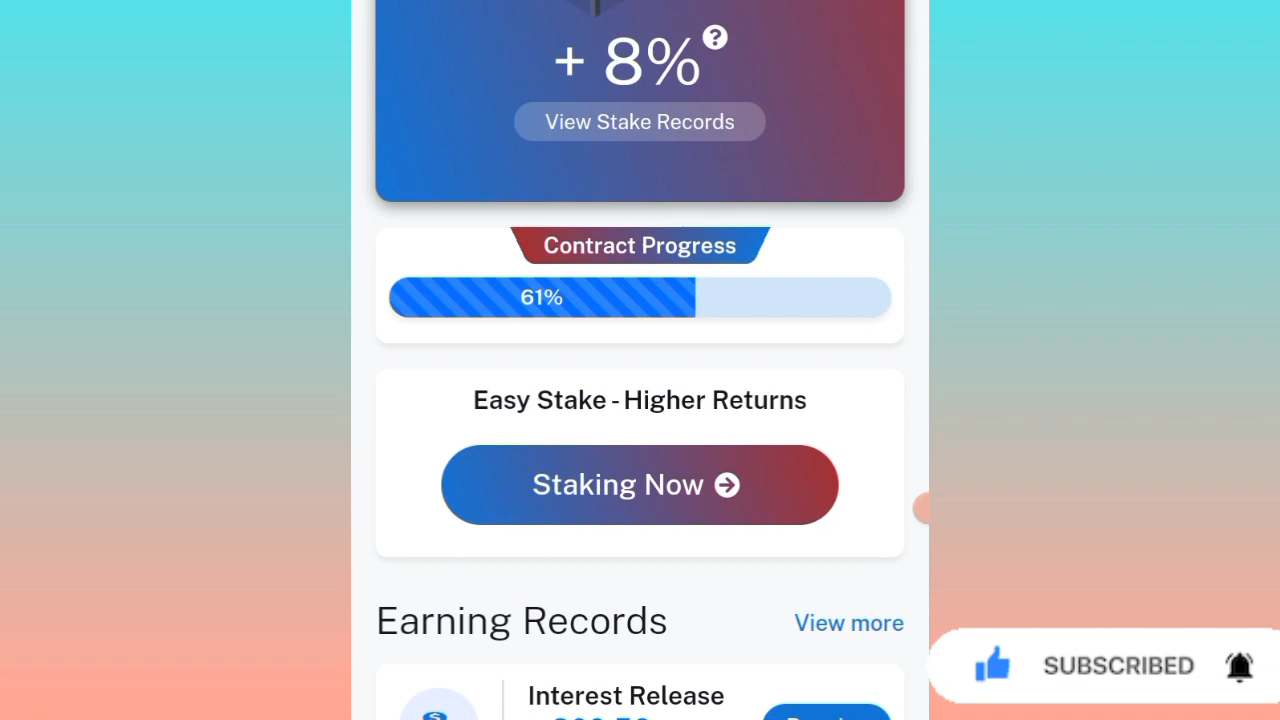 + 8%
View Stake Records
Contract Progress
61%
Easy Stake - Higher Returns
Staking Now
Earning Records
View more
Interest Release
SUBSCRIBED